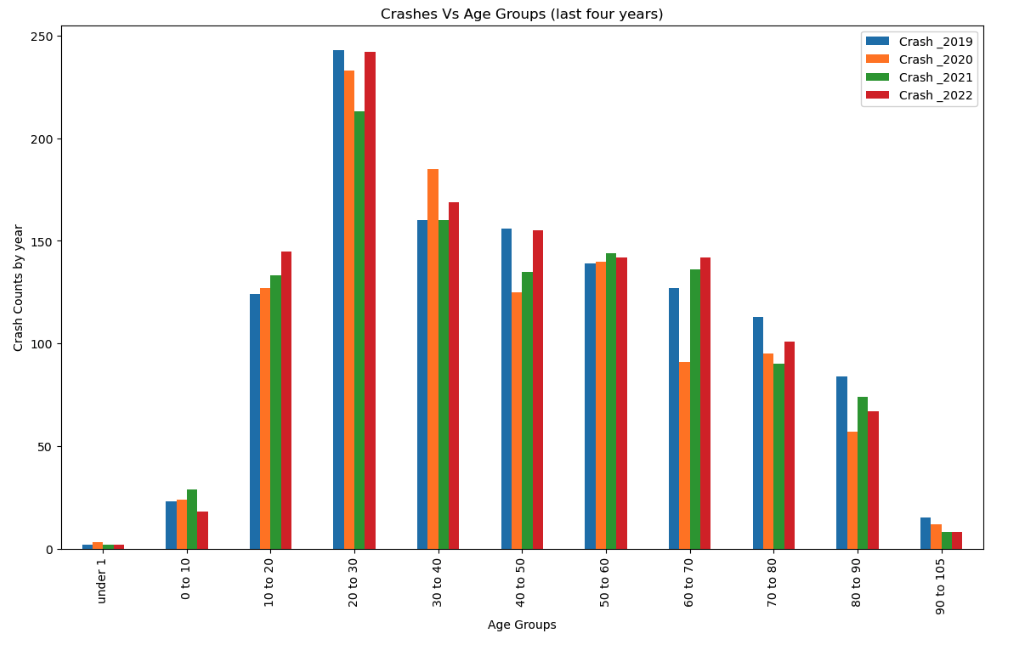 Crashes Vs Age Groups (last four years)
Crash _2019
Crash _2020
Crash _2021
Crash _2022
Crash Counts by year
250
200
150
100
50
0
under 1
0 to 10
10 to 20
20 to 30
30 to 40
40 to 50
50 to 60
60 to 70
70 to 80
80 to 90
90 to 105
Age Groups